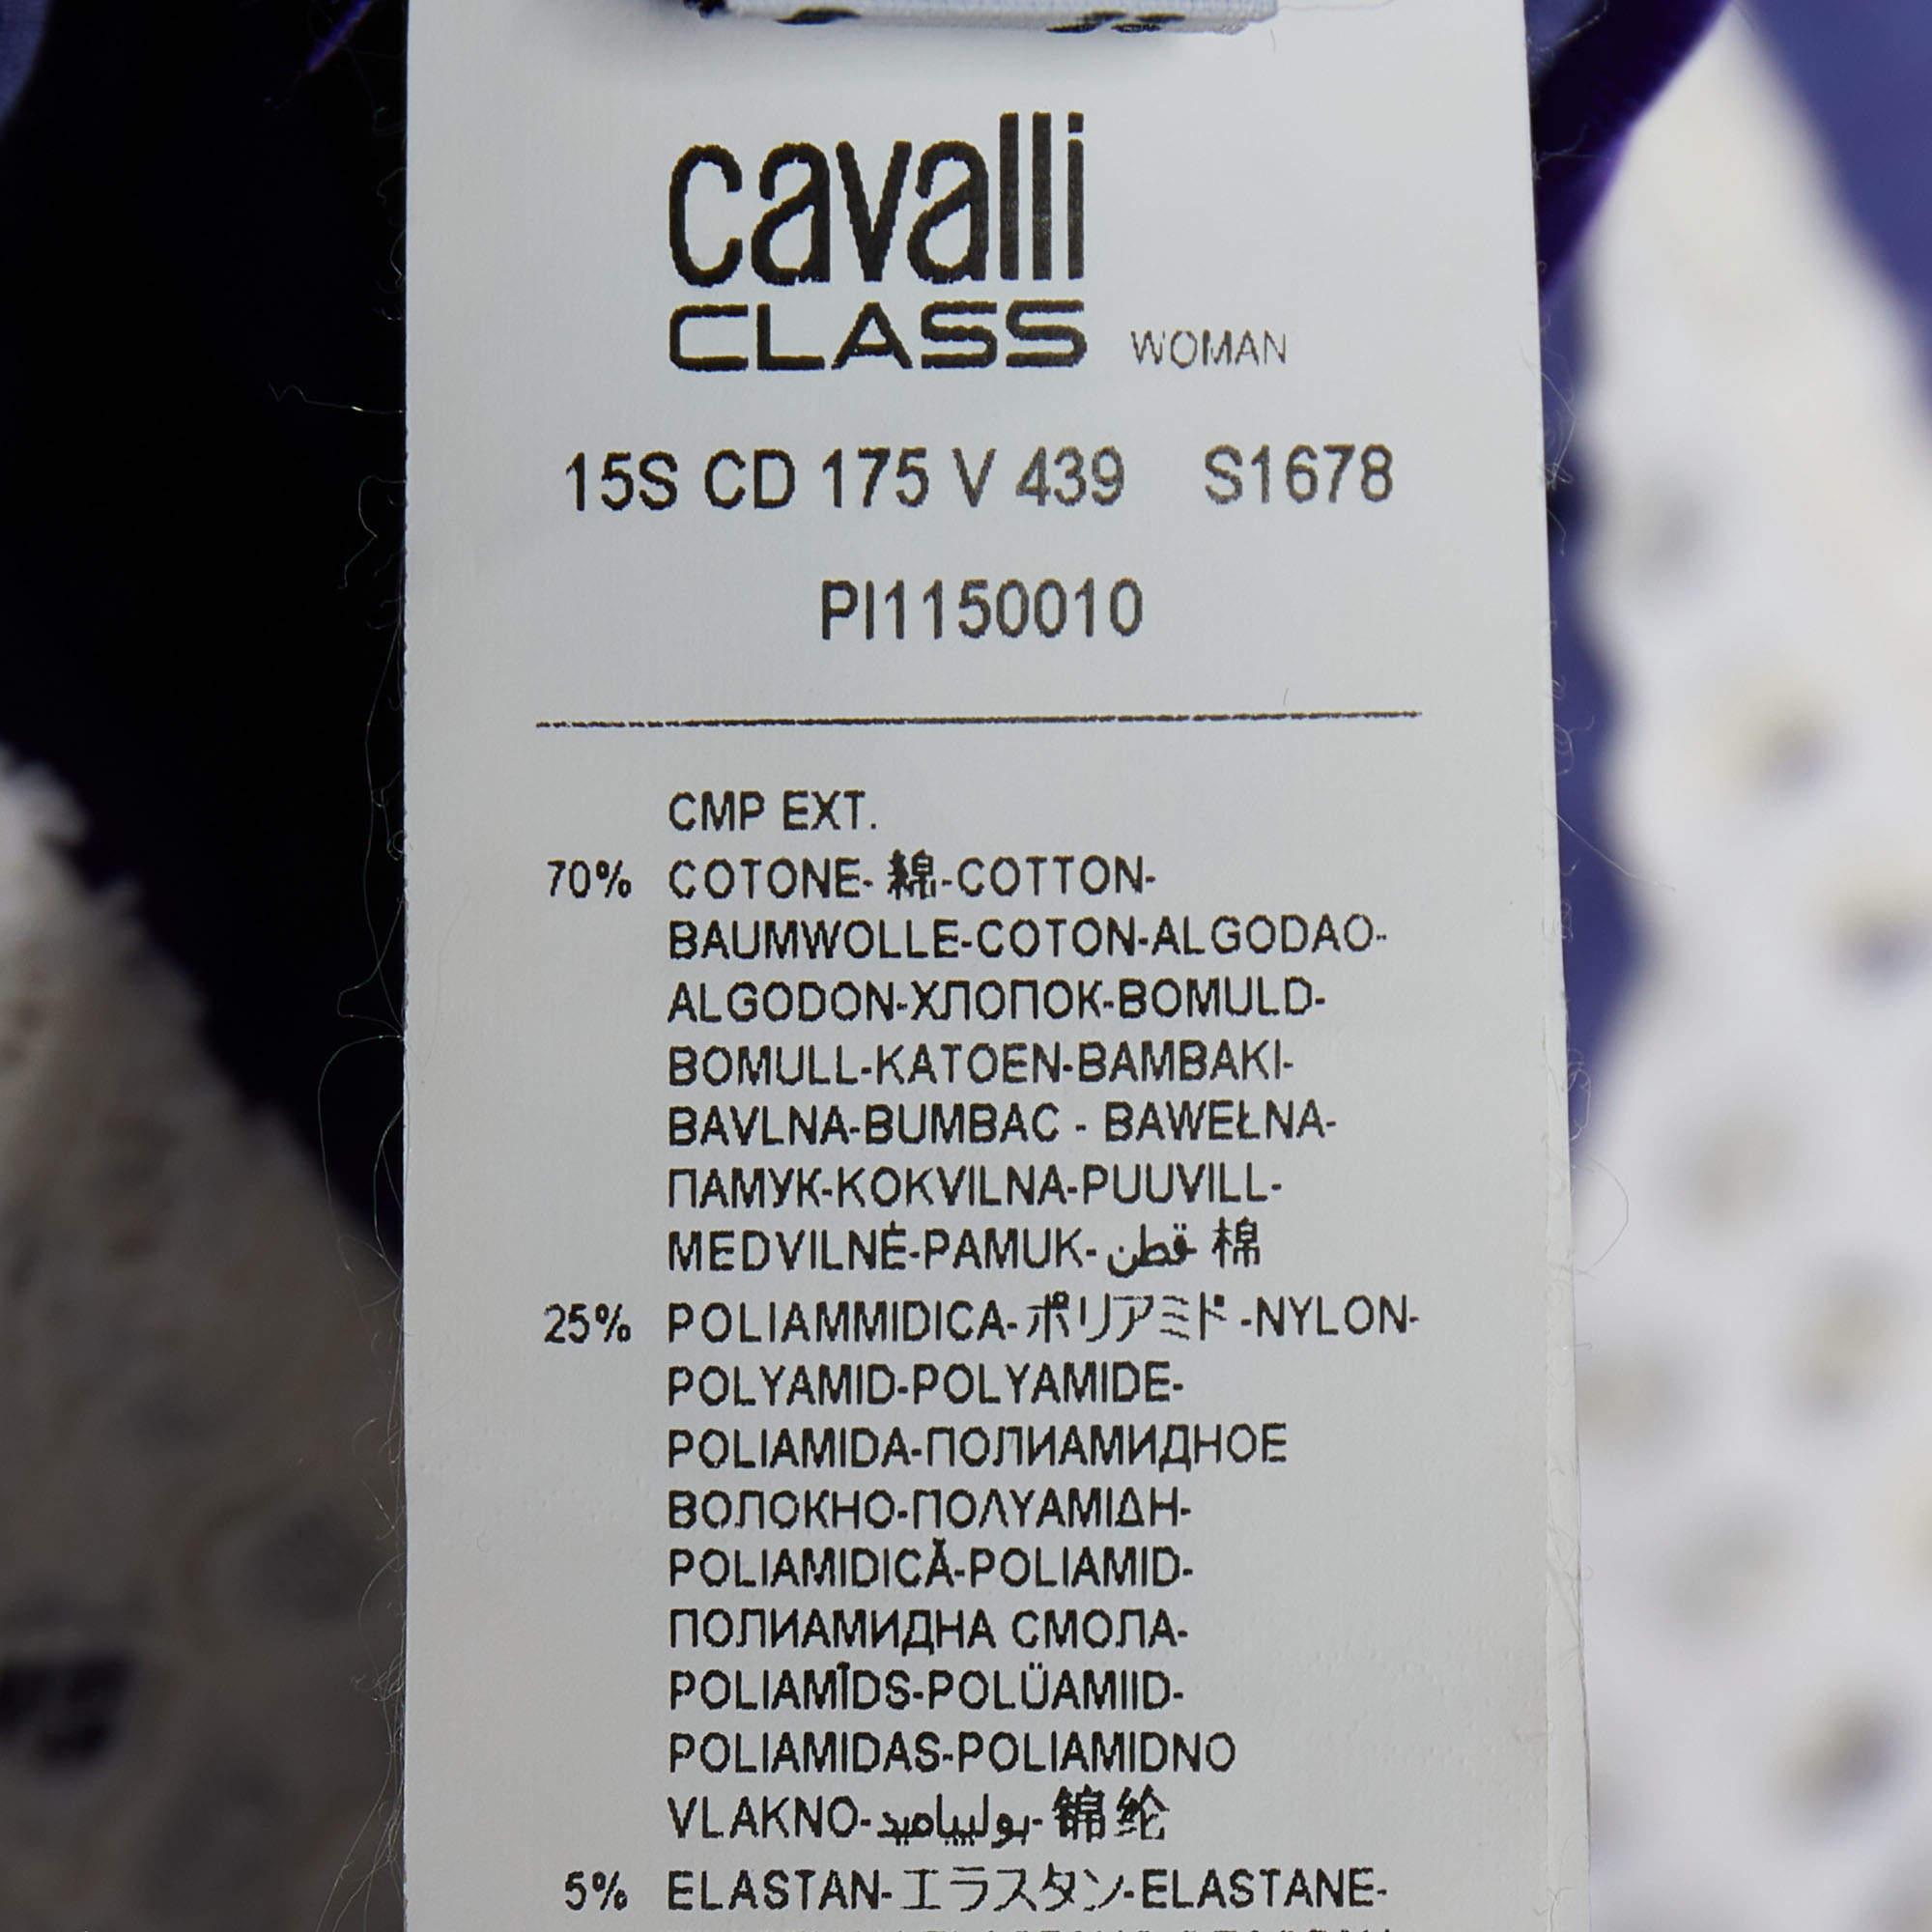 cavalli
CLASS WOMAN
15S CD 175 V 439 S1678
PI1150010
CMP EXT.
70% COTONE- 綿-COTTON-
BAUMWOLLE-COTON-ALGODAO-
ALGODON-ХЛОПОК-BOMULD-
BOMULL-KATOEN-BAMBAKI-
BAVLNA-BUMBAC - BAWEŁNA-
ПАМУК-KOKVILNA-PUUVILL-
MEDVILNĖ-PAMUK- قطن 棉
25% POLIAMMIDICA-ポリアミド-NYLON-
POLYAMID-POLYAMIDE-
POLIAMIDA-ПОЛИАМИДНОЕ
ВОЛОКНО-ΠΟΛΥΑΜΙΔΗ-
POLIAMIDICĂ-POLIAMID-
ПОЛИАМИДНА СМОЛА-
POLIAMĪDS-POLÜAMIID-
POLIAMIDAS-POLIAMIDNO
VLAKNO-بولیامید-锦纶
5% ELASTAN-エラスタン-ELASTANE-